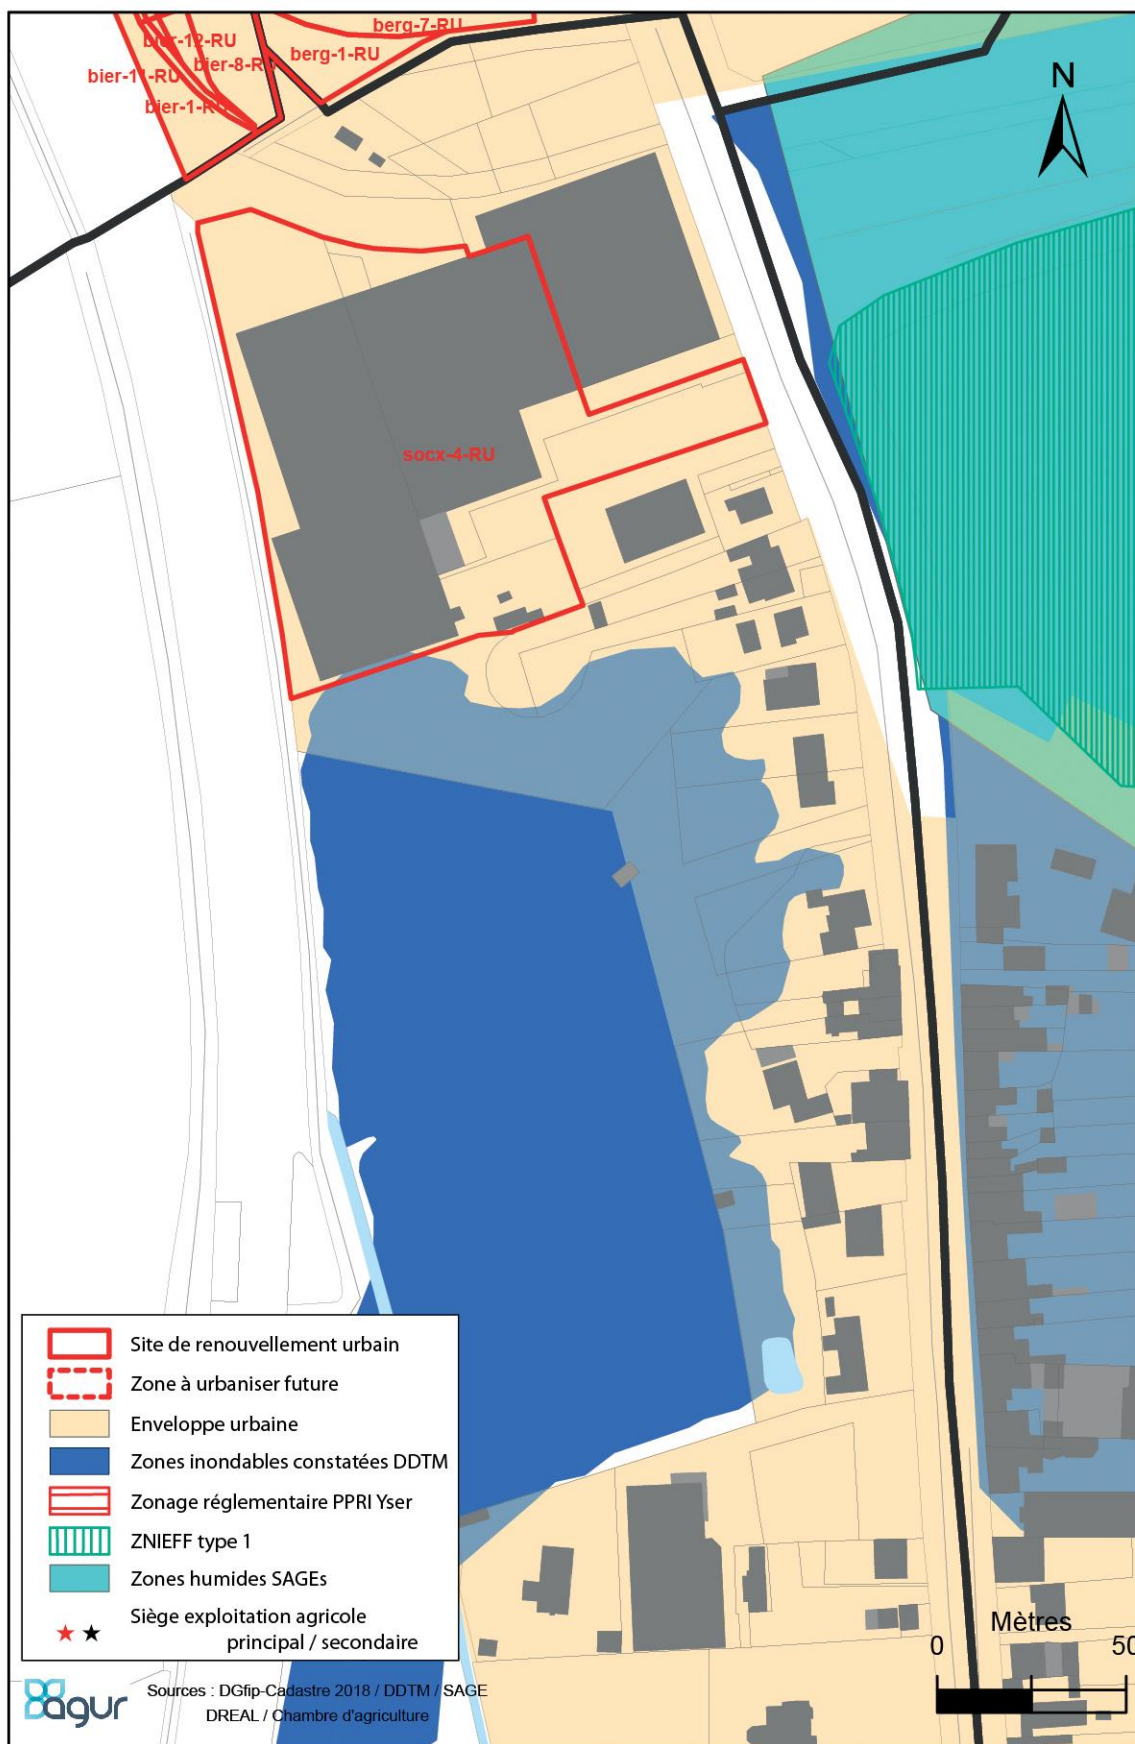 berg-7-RU
bier-12-RU
berg-1-RU
bier-8-R
bier-11-RU
bier-1-R
N
socx-4-RU
Site de renouvellement urbain
Zone à urbaniser future
Enveloppe urbaine
Zones inondables constatées DDTM
Zonage réglementaire PPRI Yser
ZNIEFF type 1
Zones humides SAGEs
Siège exploitation agricole
principal / secondaire
Mètres
0 50
agur
Sources : DGfip-Cadastre 2018 / DDTM / SAGE
DREAL / Chambre d'agriculture